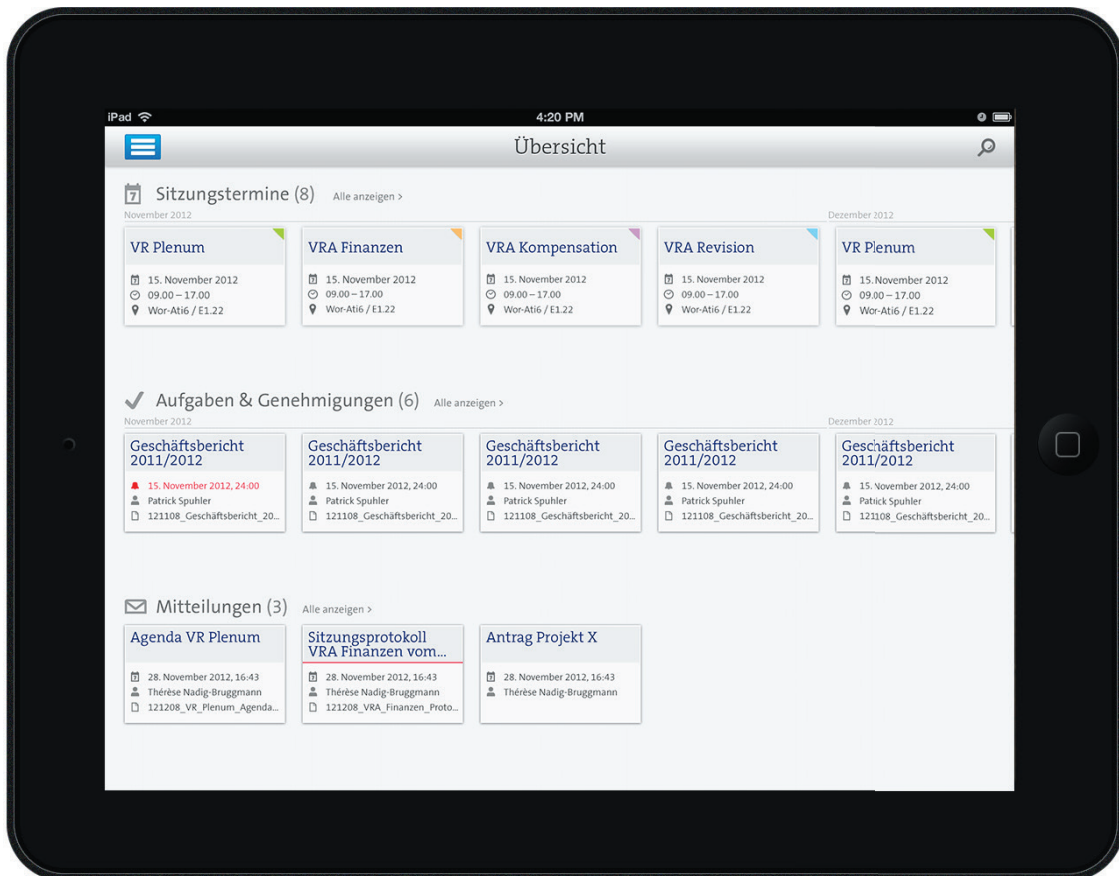 iPad
4:20 PM
Übersicht
Sitzungstermine (8) Alle anzeigen >
November 2012 Dezember 2012
VR Plenum
15. November 2012
09.00 – 17.00
Wor-Ati6 / E1.22
VRA Finanzen
15. November 2012
09.00 – 17.00
Wor-Ati6 / E1.22
VRA Kompensation
15. November 2012
09.00 – 17.00
Wor-Ati6 / E1.22
VRA Revision
15. November 2012
09.00 – 17.00
Wor-Ati6 / E1.22
VR Plenum
15. November 2012
09.00 – 17.00
Wor-Ati6 / E1.22
Aufgaben & Genehmigungen (6) Alle anzeigen >
November 2012 Dezember 2012
Geschäftsbericht
2011/2012
15. November 2012, 24:00
Patrick Spuhler
121108_Geschäftsbericht_20...
Geschäftsbericht
2011/2012
15. November 2012, 24:00
Patrick Spuhler
121108_Geschäftsbericht_20...
Geschäftsbericht
2011/2012
15. November 2012, 24:00
Patrick Spuhler
121108_Geschäftsbericht_20...
Geschäftsbericht
2011/2012
15. November 2012, 24:00
Patrick Spuhler
121108_Geschäftsbericht_20...
Geschäftsbericht
2011/2012
15. November 2012, 24:00
Patrick Spuhler
121108_Geschäftsbericht_20...
Mitteilungen (3) Alle anzeigen >
Agenda VR Plenum
28. November 2012, 16:43
Thérèse Nadig-Bruggmann
121208_VR_Plenum_Agenda...
Sitzungsprotokoll
VRA Finanzen vom...
28. November 2012, 16:43
Thérèse Nadig-Bruggmann
121208_VRA_Finanzen_Proto...
Antrag Projekt X
28. November 2012, 16:43
Thérèse Nadig-Bruggmann